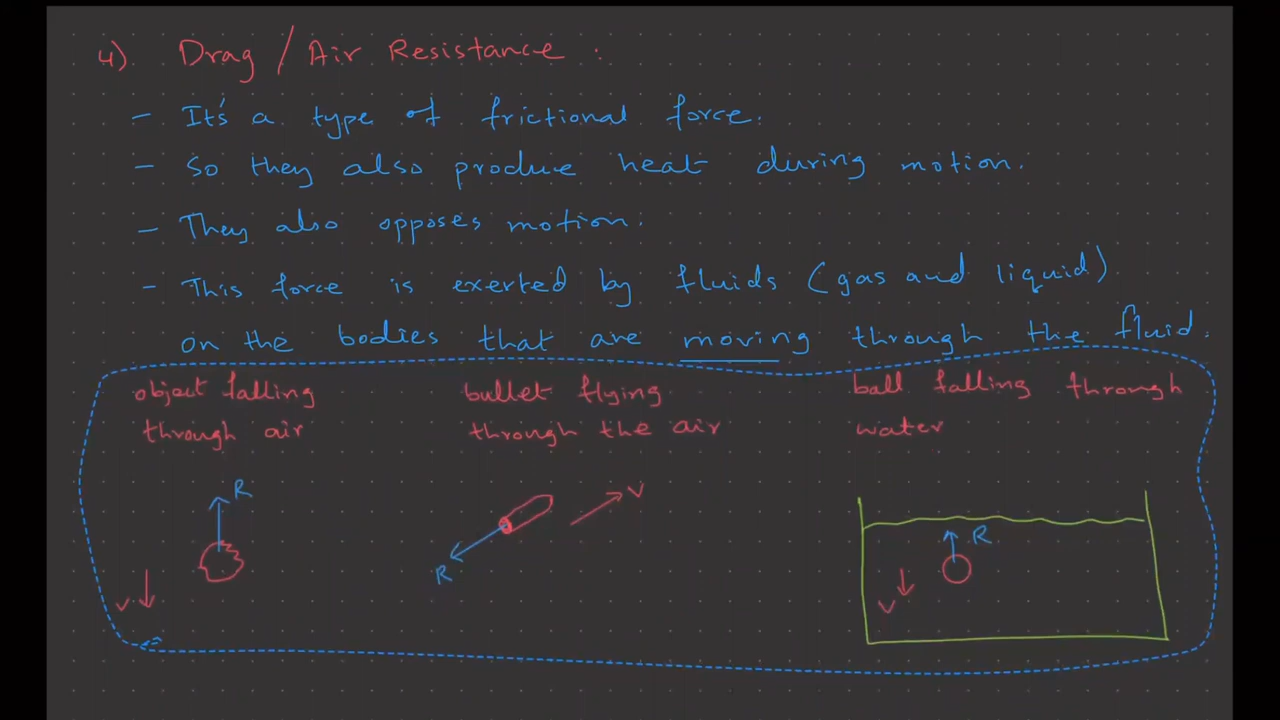 4) Drag / Air Resistance :
- It's a type of frictional force.
- So they also produce heat during motion.
- They also opposes motion.
- This force is exerted by fluids (gas and liquid)
on the bodies that are moving through the fluid.
object falling
through air
R
V
bullet flying
through the air
V
R
ball falling through
water
R
V